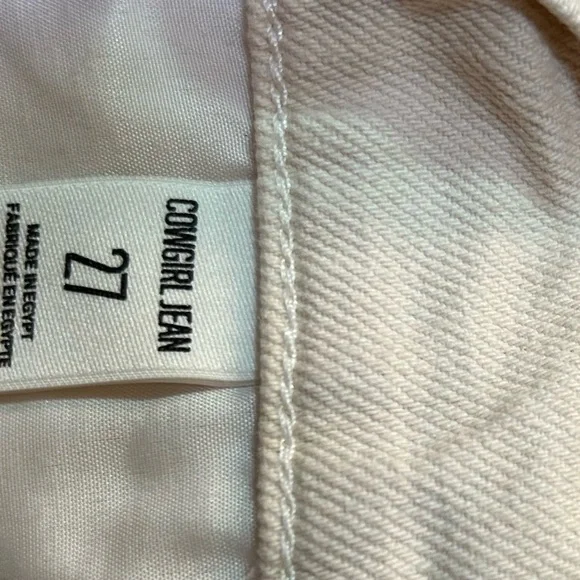 COWGIRL JEAN
27
MADE IN EGYPT
FABRIQUÉ EN EGYPTE